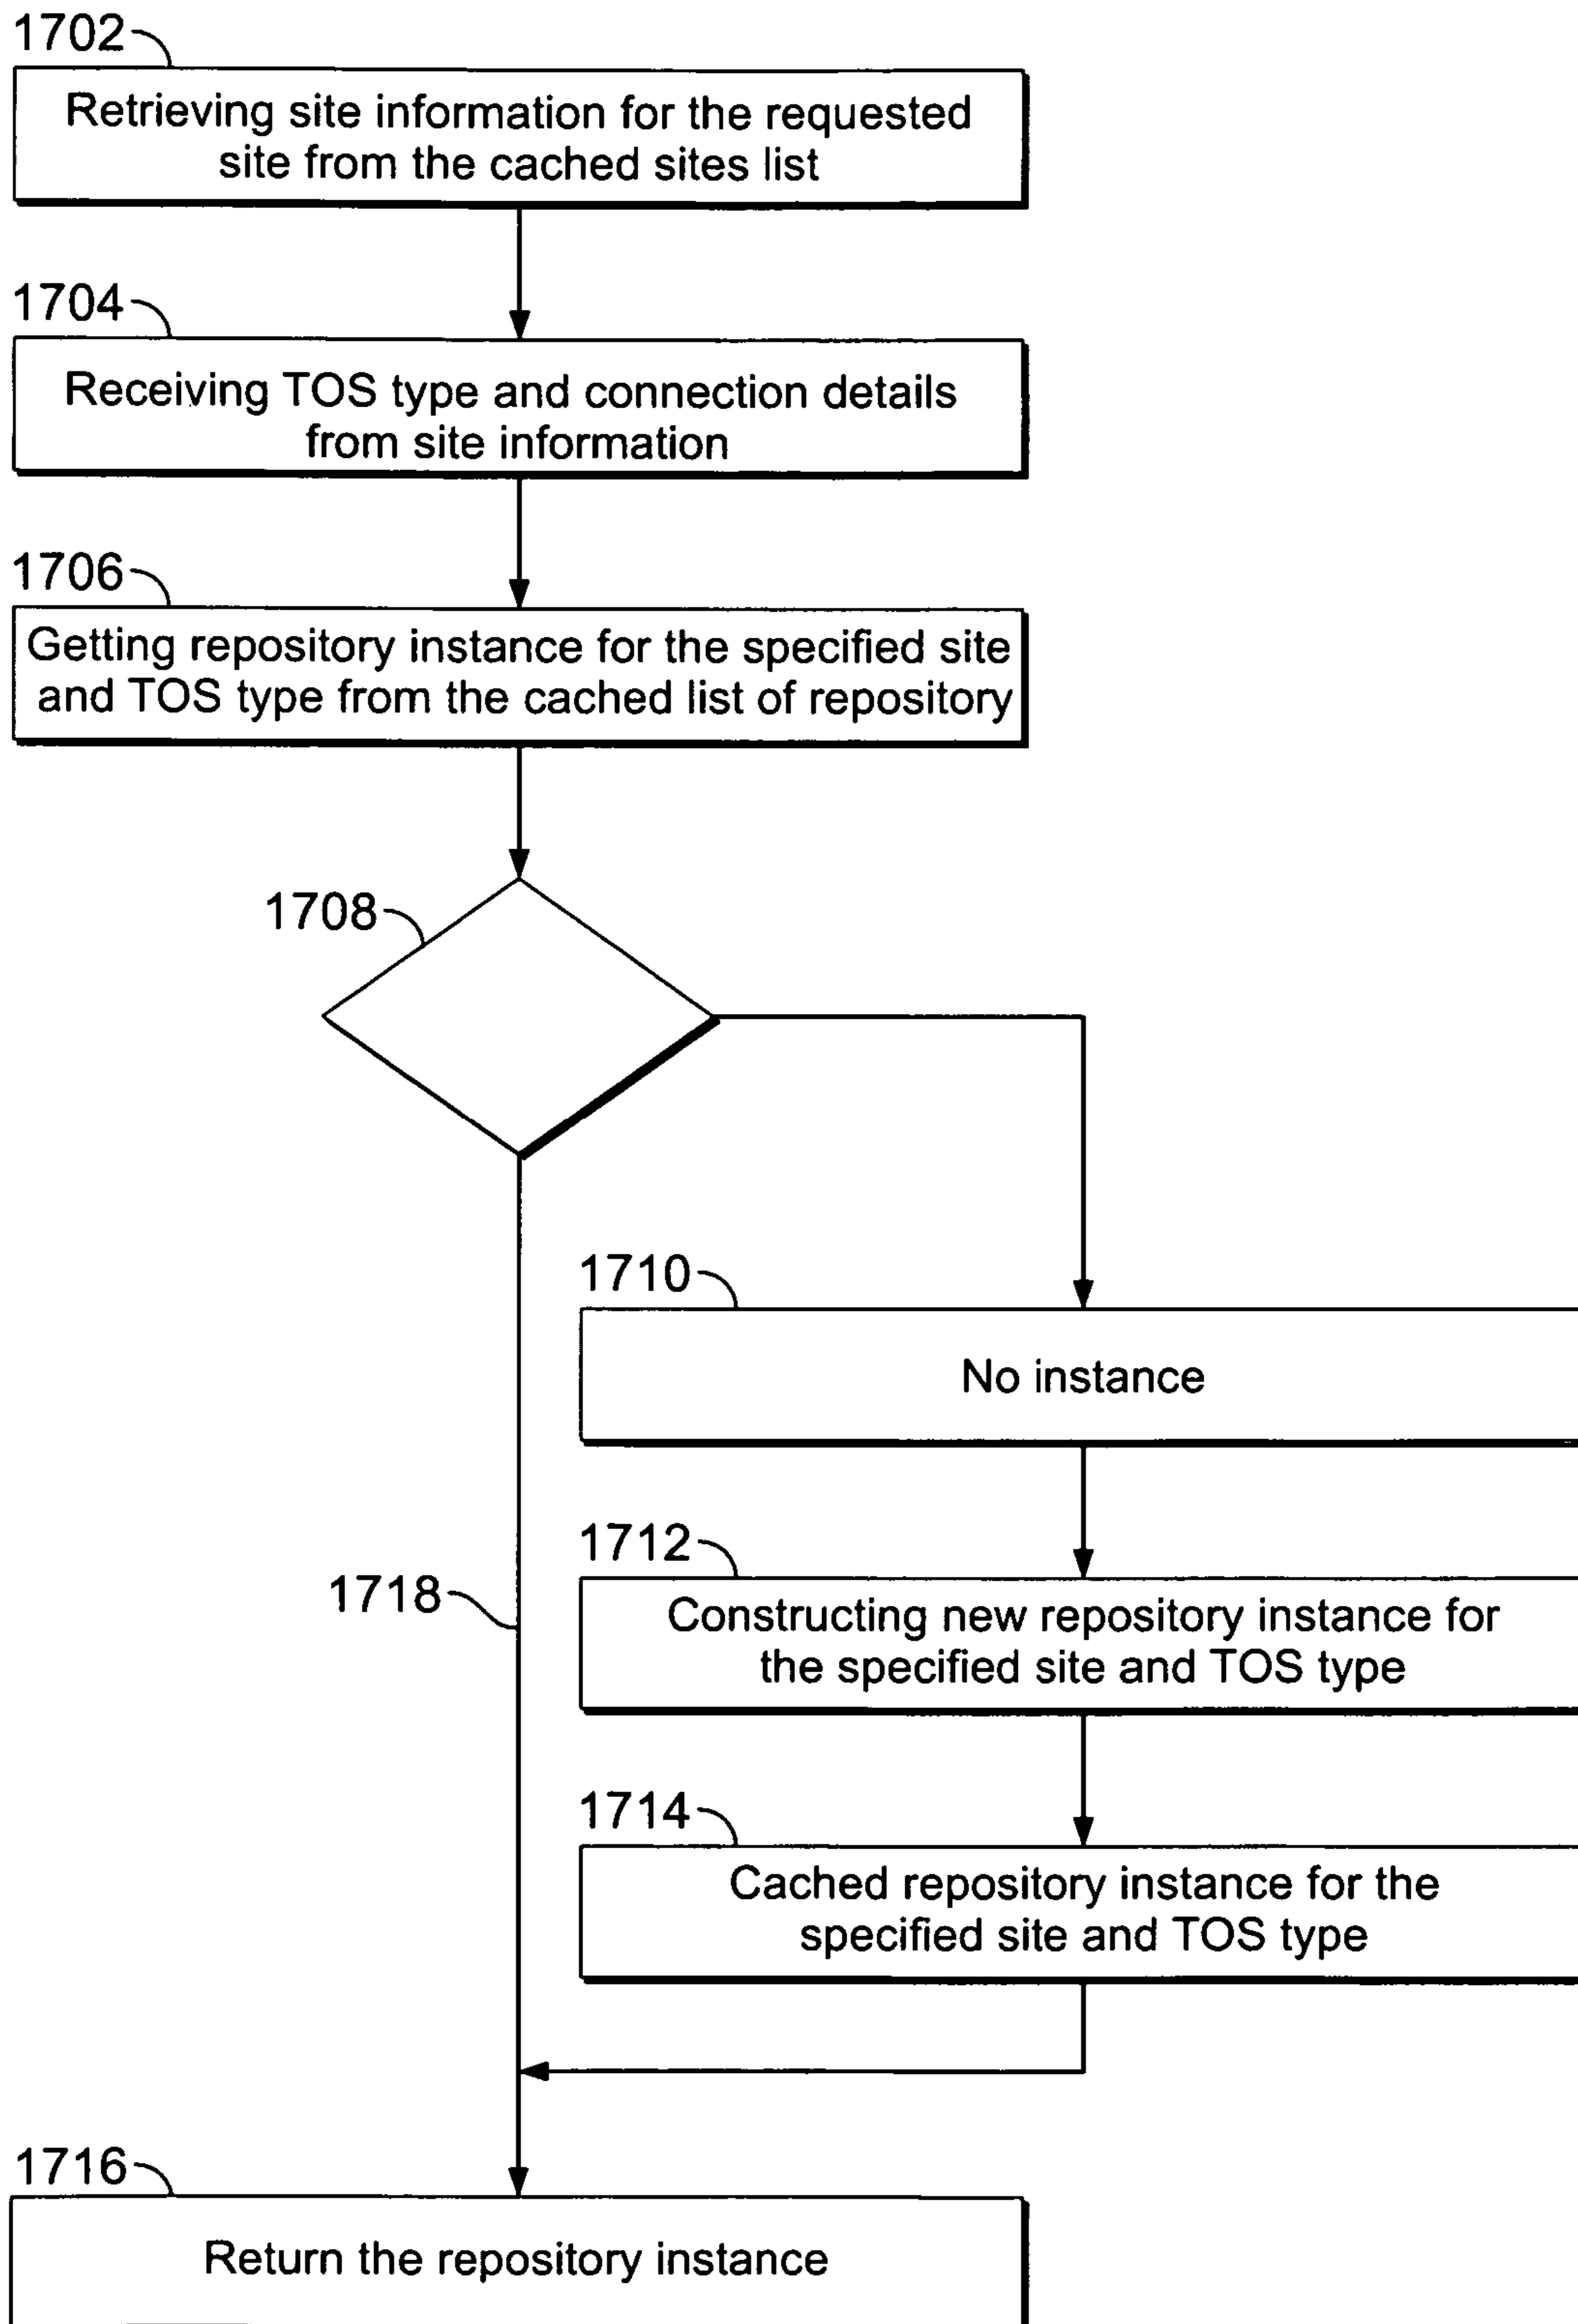 1702
Retrieving site information for the requested
site from the cached sites list
1704
Receiving TOS type and connection details
from site information
1706
Getting repository instance for the specified site
and TOS type from the cached list of repository
1708
1710
No instance
1712
Constructing new repository instance for
the specified site and TOS type
1718
1714
Cached repository instance for the
specified site and TOS type
1716
Return the repository instance